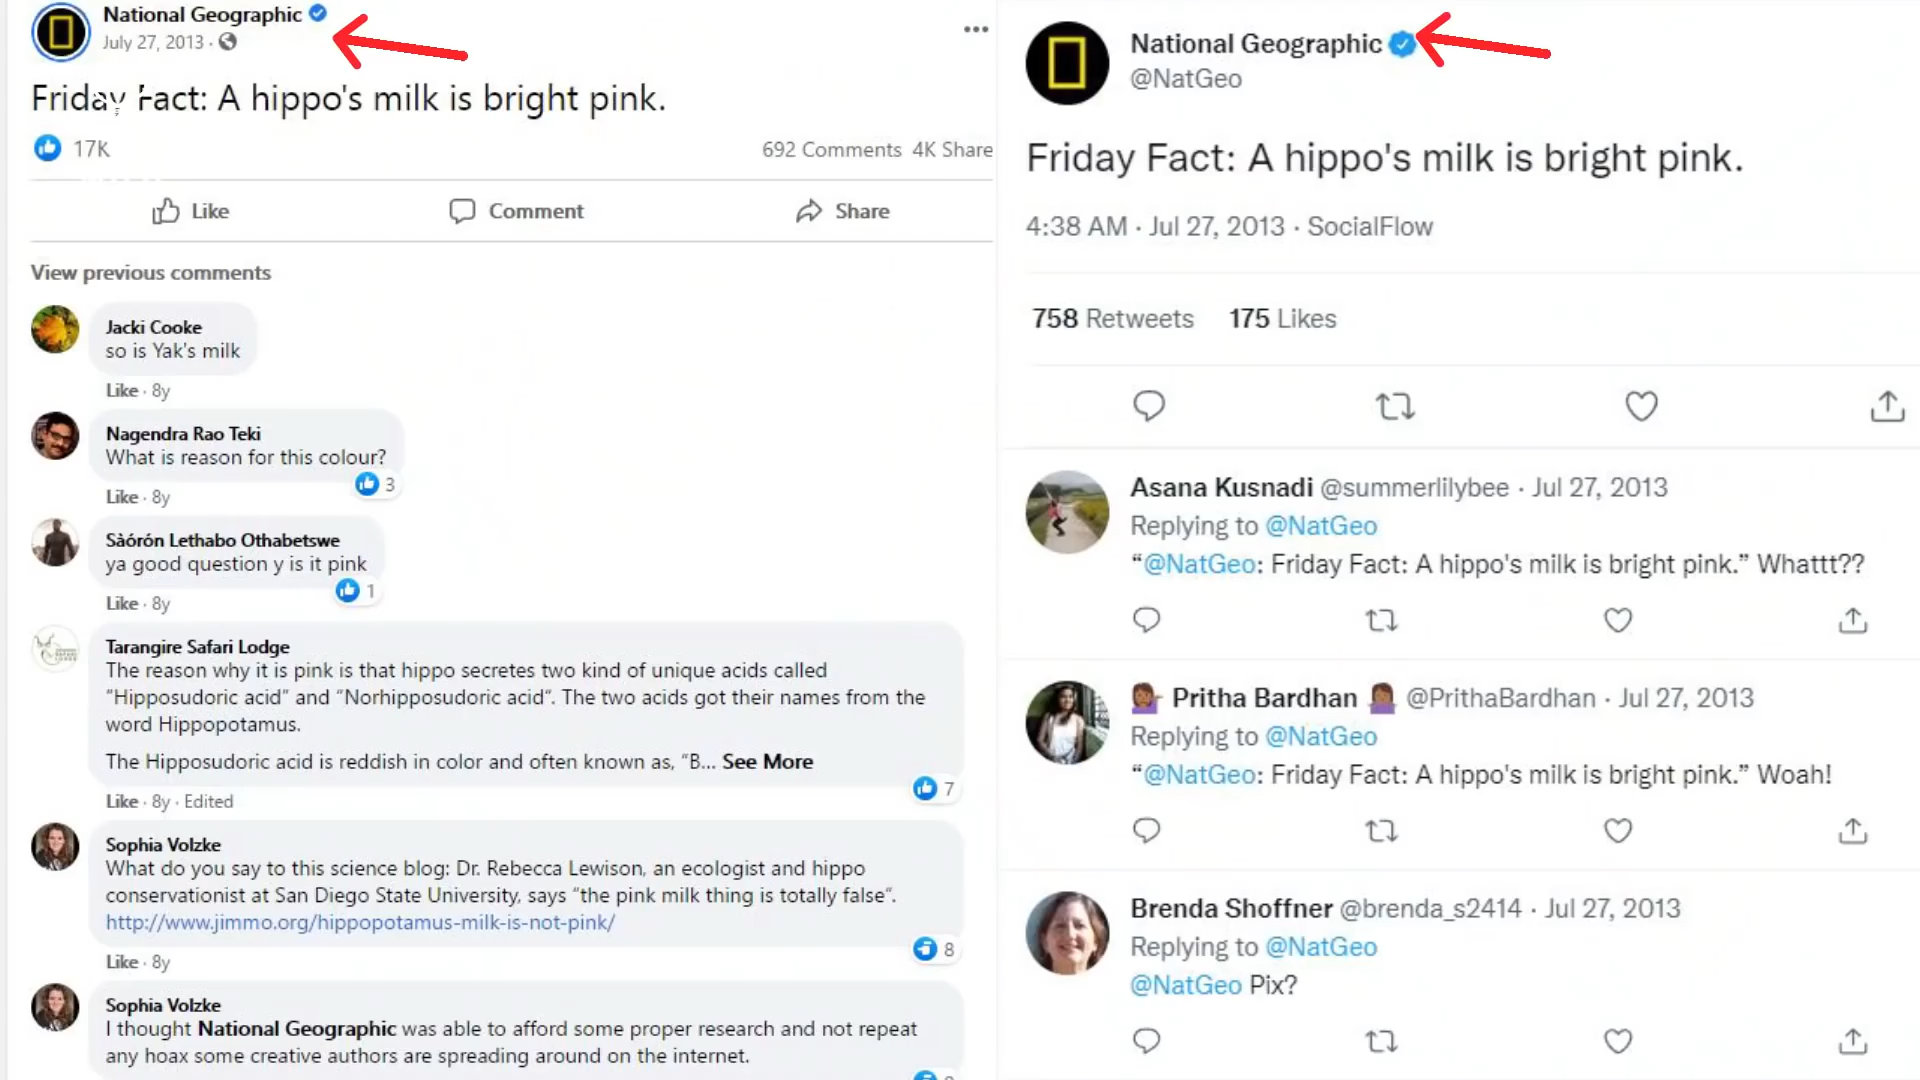 National Geographic
July 27, 2013 ·
Friday Fact: A hippo's milk is bright pink.
17K
692 Comments 4K Share
Like Comment Share
View previous comments
Jacki Cooke
so is Yak's milk
Like · 8y
Nagendra Rao Teki
What is reason for this colour?
3
Like · 8y
Sàórón Lethabo Othabetswe
ya good question y is it pink
1
Like · 8y
Tarangire Safari Lodge
The reason why it is pink is that hippo secretes two kind of unique acids called
“Hipposudoric acid” and “Norhipposudoric acid”. The two acids got their names from the
word Hippopotamus.
The Hipposudoric acid is reddish in color and often known as, “B... See More
7
Like · 8y · Edited
Sophia Volzke
What do you say to this science blog: Dr. Rebecca Lewison, an ecologist and hippo
conservationist at San Diego State University, says “the pink milk thing is totally false”.
http://www.jimmo.org/hippopotamus-milk-is-not-pink/
8
Like · 8y
Sophia Volzke
I thought National Geographic was able to afford some proper research and not repeat
any hoax some creative authors are spreading around on the internet.
National Geographic
@NatGeo
Friday Fact: A hippo's milk is bright pink.
4:38 AM · Jul 27, 2013 · SocialFlow
758 Retweets 175 Likes
Asana Kusnadi @summerlilybee · Jul 27, 2013
Replying to @NatGeo
“@NatGeo: Friday Fact: A hippo's milk is bright pink.” Whattt??
Pritha Bardhan @PrithaBardhan · Jul 27, 2013
Replying to @NatGeo
“@NatGeo: Friday Fact: A hippo's milk is bright pink.” Woah!
Brenda Shoffner @brenda_s2414 · Jul 27, 2013
Replying to @NatGeo
@NatGeo Pix?